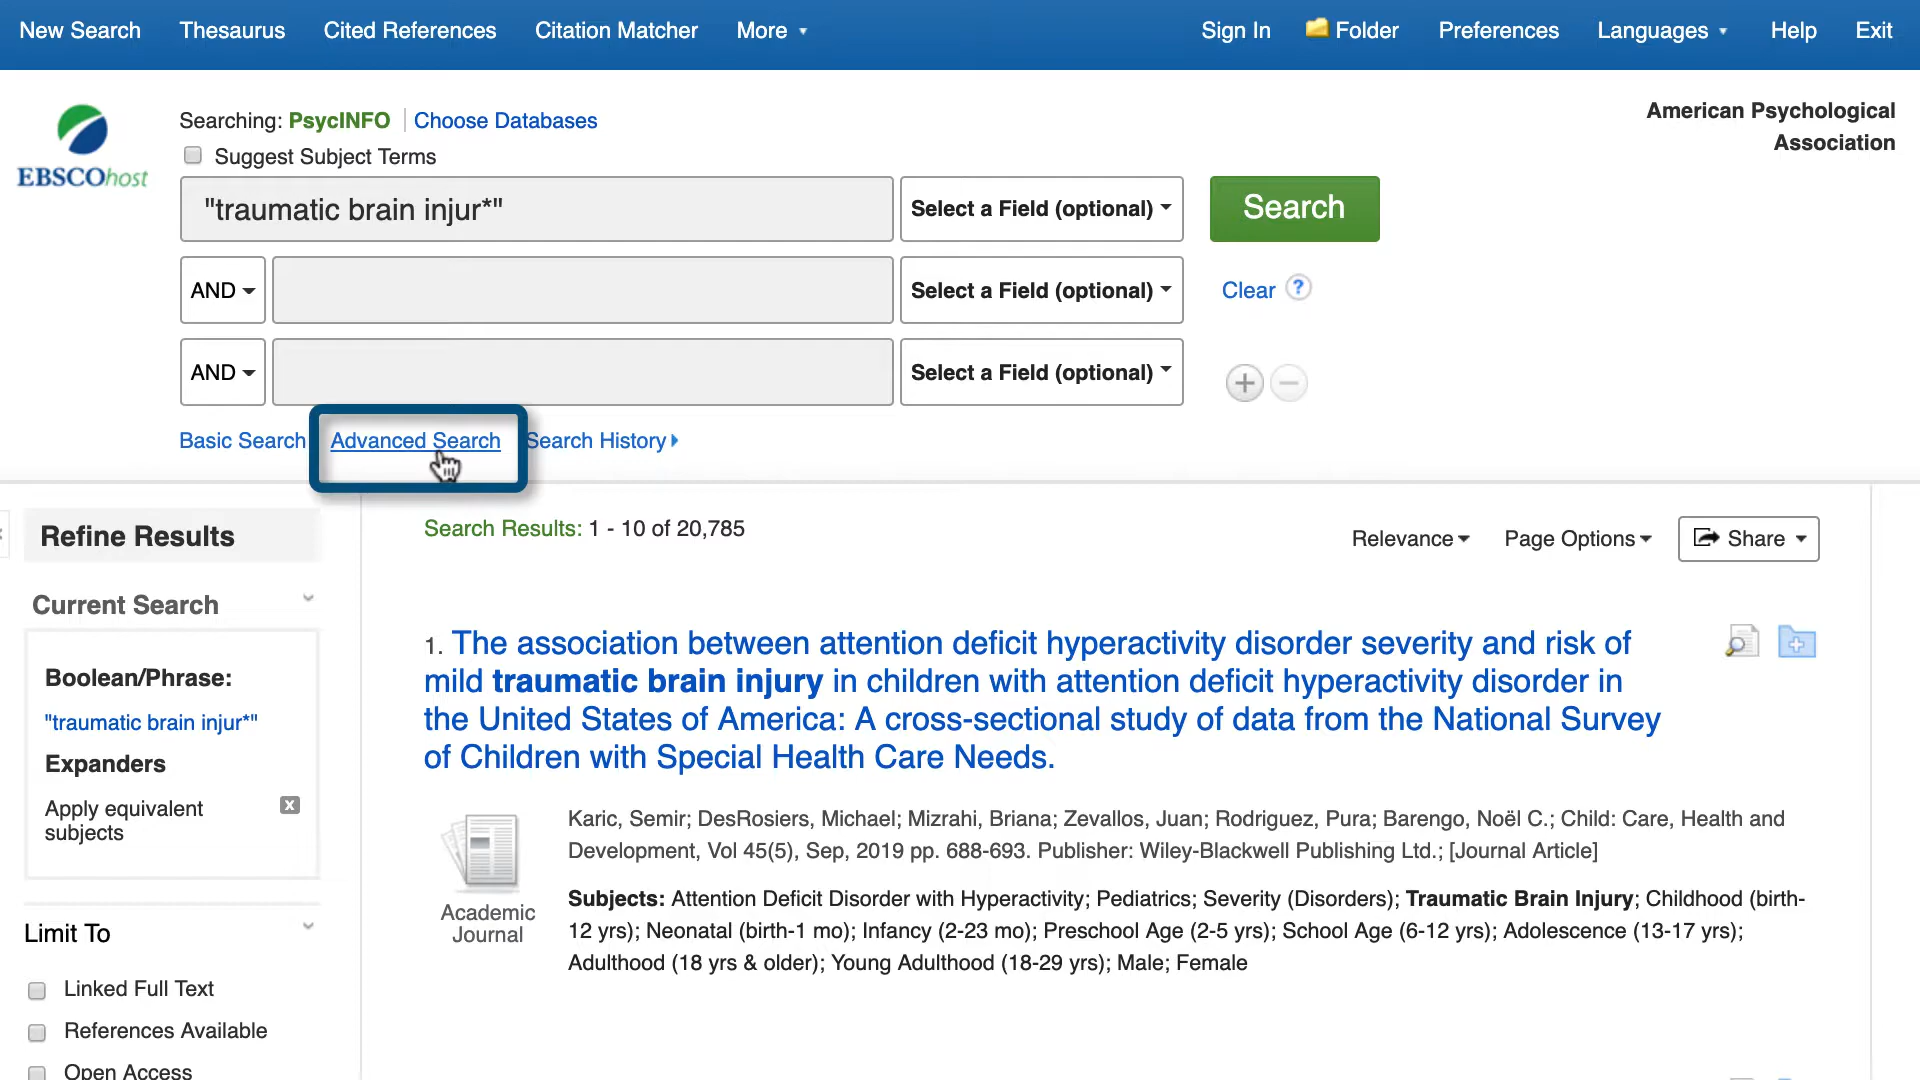 New Search Thesaurus Cited References Citation Matcher More Sign In Folder Preferences Languages Help Exit
EBSCOhost
Searching: PsycINFO Choose Databases
Suggest Subject Terms
American Psychological
Association
"traumatic brain injur*" Select a Field (optional) Search
AND Select a Field (optional) Clear ?
AND Select a Field (optional)
Basic Search Advanced Search Search History
Refine Results
Current Search
Boolean/Phrase:
"traumatic brain injur*"
Expanders
Apply equivalent
subjects
Limit To
Linked Full Text
References Available
Open Access
Search Results: 1 - 10 of 20,785
Relevance Page Options Share
1. The association between attention deficit hyperactivity disorder severity and risk of
mild traumatic brain injury in children with attention deficit hyperactivity disorder in
the United States of America: A cross-sectional study of data from the National Survey
of Children with Special Health Care Needs.
Academic
Journal
Karic, Semir; DesRosiers, Michael; Mizrahi, Briana; Zevallos, Juan; Rodriguez, Pura; Barengo, Noël C.; Child: Care, Health and
Development, Vol 45(5), Sep, 2019 pp. 688-693. Publisher: Wiley-Blackwell Publishing Ltd.; [Journal Article]
Subjects: Attention Deficit Disorder with Hyperactivity; Pediatrics; Severity (Disorders); Traumatic Brain Injury; Childhood (birth-
12 yrs); Neonatal (birth-1 mo); Infancy (2-23 mo); Preschool Age (2-5 yrs); School Age (6-12 yrs); Adolescence (13-17 yrs);
Adulthood (18 yrs & older); Young Adulthood (18-29 yrs); Male; Female